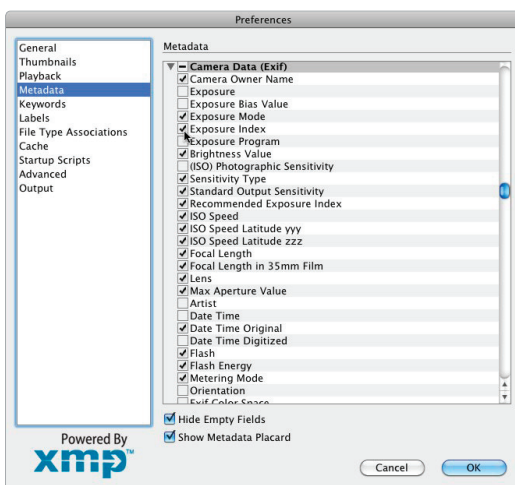 Preferences
General
Thumbnails
Playback
Metadata
Keywords
Labels
File Type Associations
Cache
Startup Scripts
Advanced
Output
Metadata
Camera Data (Exif)
Camera Owner Name
Exposure
Exposure Bias Value
Exposure Mode
Exposure Index
Exposure Program
Brightness Value
(ISO) Photographic Sensitivity
Sensitivity Type
Standard Output Sensitivity
Recommended Exposure Index
ISO Speed
ISO Speed Latitude yyy
ISO Speed Latitude zzz
Focal Length
Focal Length in 35mm Film
Lens
Max Aperture Value
Artist
Date Time
Date Time Original
Date Time Digitized
Flash
Flash Energy
Metering Mode
Orientation
Exif Color Space
Hide Empty Fields
Show Metadata Placard
Powered By
xmp™
Cancel
OK